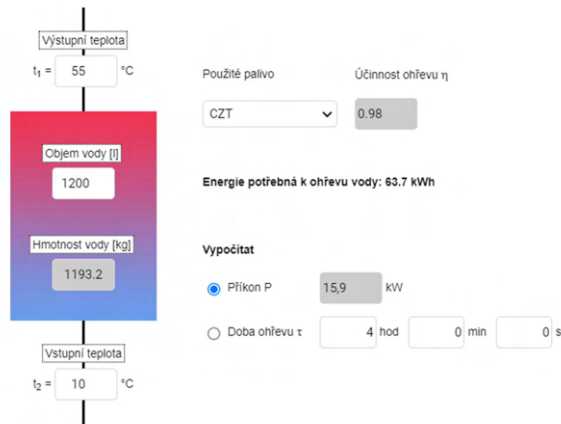 Výstupní teplota
t₁ = 55 °C
Objem vody [l]
1200
Hmotnost vody [kg]
1193.2
Vstupní teplota
t₂ = 10 °C
Použité palivo
Účinnost ohřevu η
CZT
0.98
Energie potřebná k ohřevu vody: 63.7 kWh
Vypočítat
Příkon P 15,9 kW
Doba ohřevu τ 4 hod 0 min 0 s